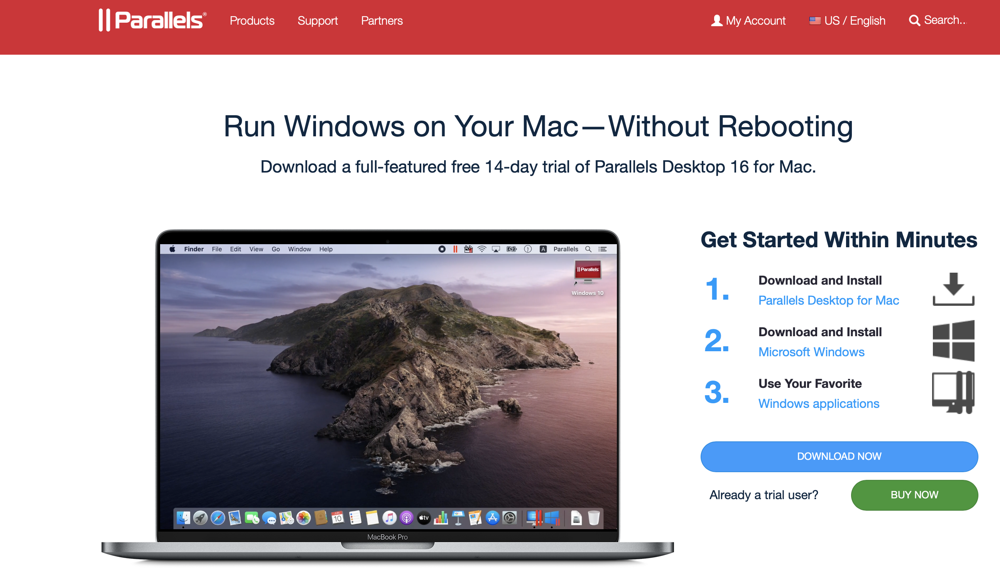 Parallels®
Products Support Partners
My Account US / English Search...
Run Windows on Your Mac—Without Rebooting
Download a full-featured free 14-day trial of Parallels Desktop 16 for Mac.
Finder File Edit View Go Window Help
A Parallels
Parallels
Windows 10
JUN
10
tv
MacBook Pro
Get Started Within Minutes
1. Download and Install
Parallels Desktop for Mac
2. Download and Install
Microsoft Windows
3. Use Your Favorite
Windows applications
DOWNLOAD NOW
Already a trial user? BUY NOW